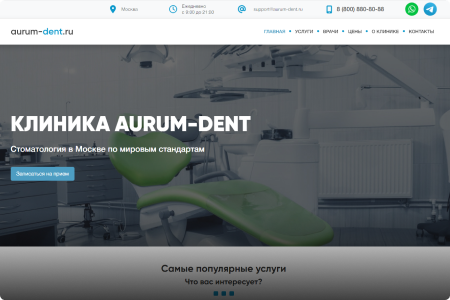 Москва
Ежедневно
с 9:00 до 21:00
support@aurum-dent.ru
8 (800) 880-80-88
aurum-dent.ru
ГЛАВНАЯ
УСЛУГИ
ВРАЧИ
ЦЕНЫ
О КЛИНИКЕ
КОНТАКТЫ
КЛИНИКА AURUM-DENT
Стоматология в Москве по мировым стандартам
Записаться на прием
Самые популярные услуги
Что вас интересует?